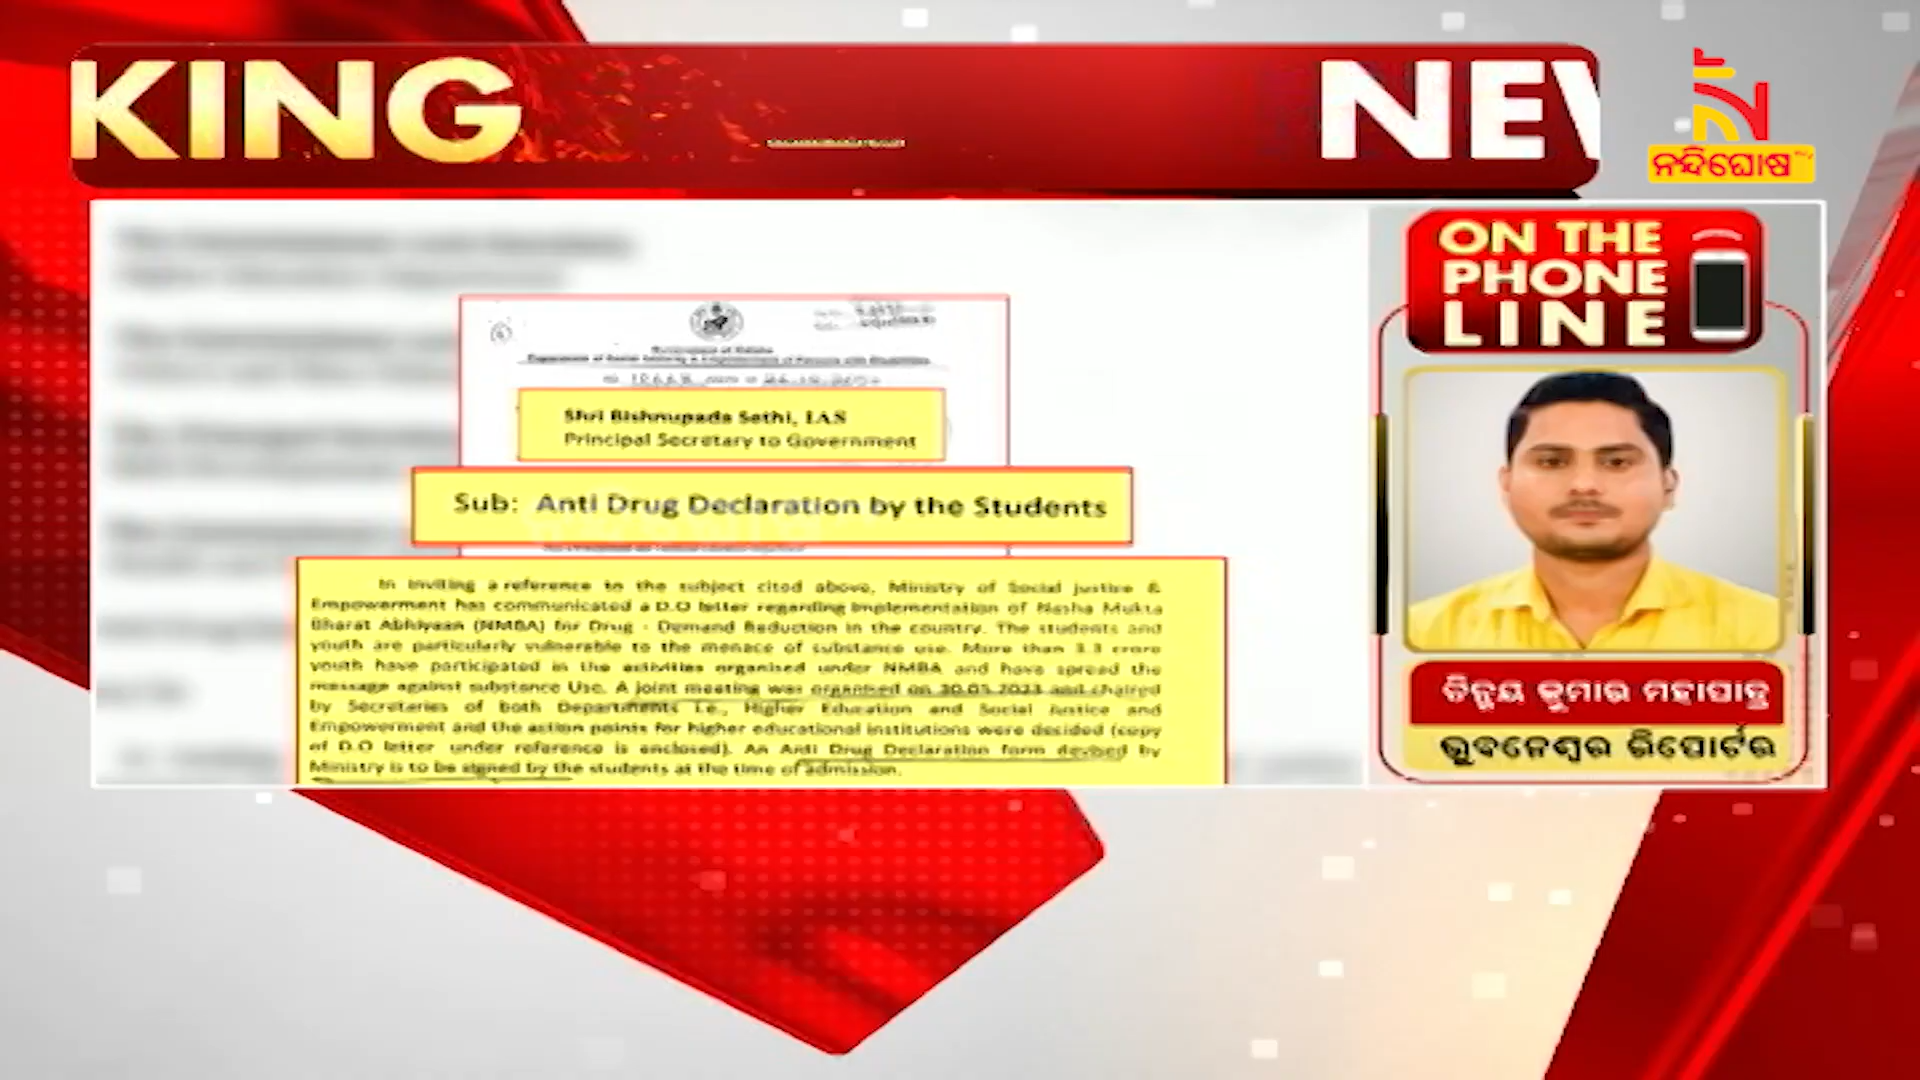 KING
NEW
ନନ୍ଦିଘୋଷ
ON THE
PHONE
LINE
Government of Odisha
Shri Bishnupada Sethi, IAS
Principal Secretary to Government
Sub: Anti Drug Declaration by the Students
In inviting a reference to the subject cited above, Ministry of Social Justice &
Empowerment has communicated a D.O letter regarding implementation of Nasha Mukta
Bharat Abhiyaan (NMBA) for Drug - Demand Reduction in the country. The students and
youth are particularly vulnerable to the menace of substance use. More than 3.3 crore
youth have participated in the activities organised under NMBA and have spread the
message against substance Use. A joint meeting was organised on 30.05.2023 and chaired
by Secretaries of both Departments i.e., Higher Education and Social Justice and
Empowerment and the action points for higher educational institutions were decided (copy
of D.O letter under reference is enclosed). An Anti Drug Declaration form devised by
Ministry is to be signed by the students at the time of admission.
ଚିନ୍ମୟ କୁମାର ମହାପାତ୍ର
ଭୁବନେଶ୍ୱର ରିପୋର୍ଟର